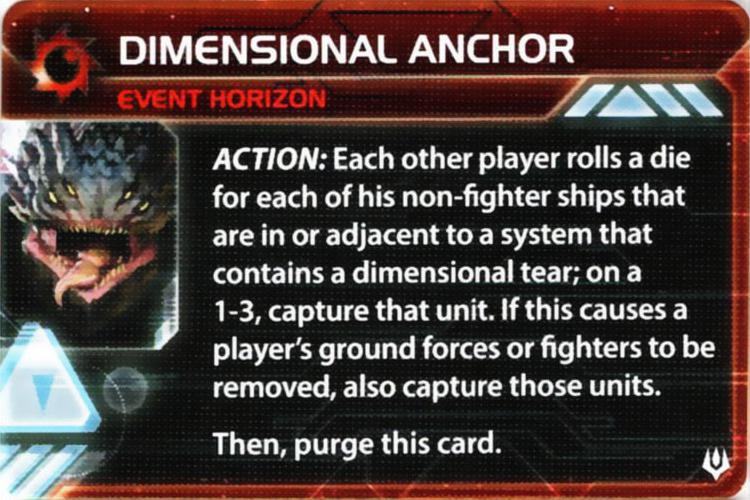 DIMENSIONAL ANCHOR
EVENT HORIZON
ACTION: Each other player rolls a die
for each of his non-fighter ships that
are in or adjacent to a system that
contains a dimensional tear; on a
1-3, capture that unit. If this causes a
player's ground forces or fighters to be
removed, also capture those units.
Then, purge this card.